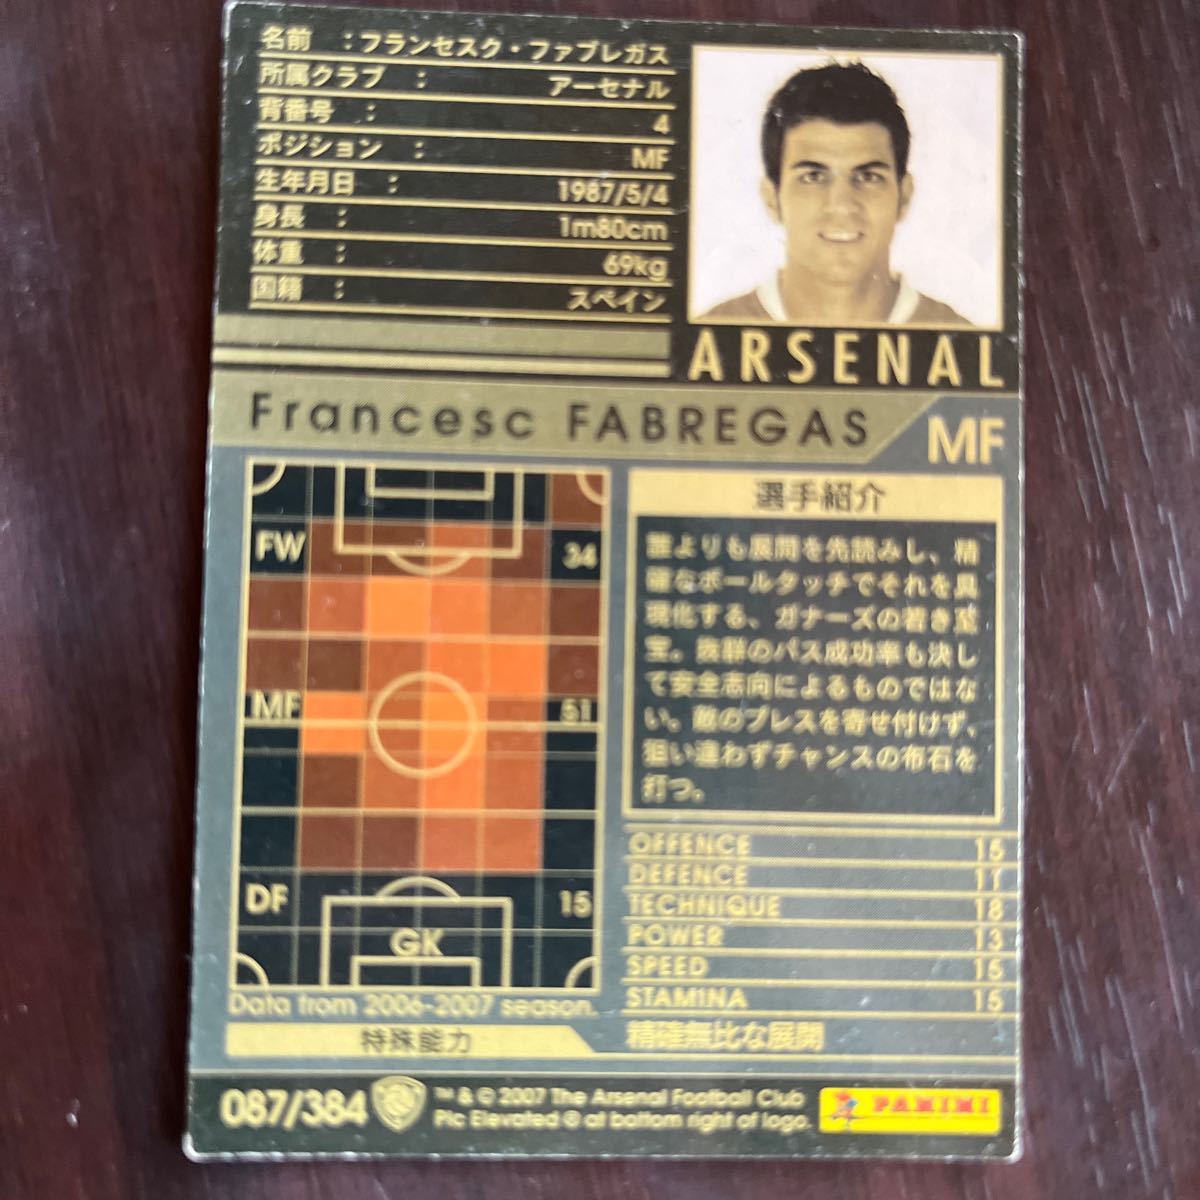 名前 :フランセスク・ファブレガス
所属クラブ : アーセナル
背番号 : 4
ポジション : MF
生年月日 : 1987/5/4
身長 : 1m80cm
体重 : 69kg
国籍 : スペイン
ARSENAL
Francesc FABREGAS
MF
FW 34
MF 51
DF 15
GK
Data from 2006-2007 season.
選手紹介
誰よりも展開を先読みし、精
確なボールタッチでそれを具
現化する、ガナーズの若き至
宝。抜群のパス成功率も決し
て安全志向によるものではな
い。敵のプレスを寄せ付けず、
狙い違わずチャンスの布石を
打つ。
OFFENCE 15
DEFENCE 11
TECHNIQUE 18
POWER 13
SPEED 15
STAMINA 15
特殊能力
精確無比な展開
087/384
™ & © 2007 The Arsenal Football Club
Plc Elevated ® at bottom right of logo.
PANINI